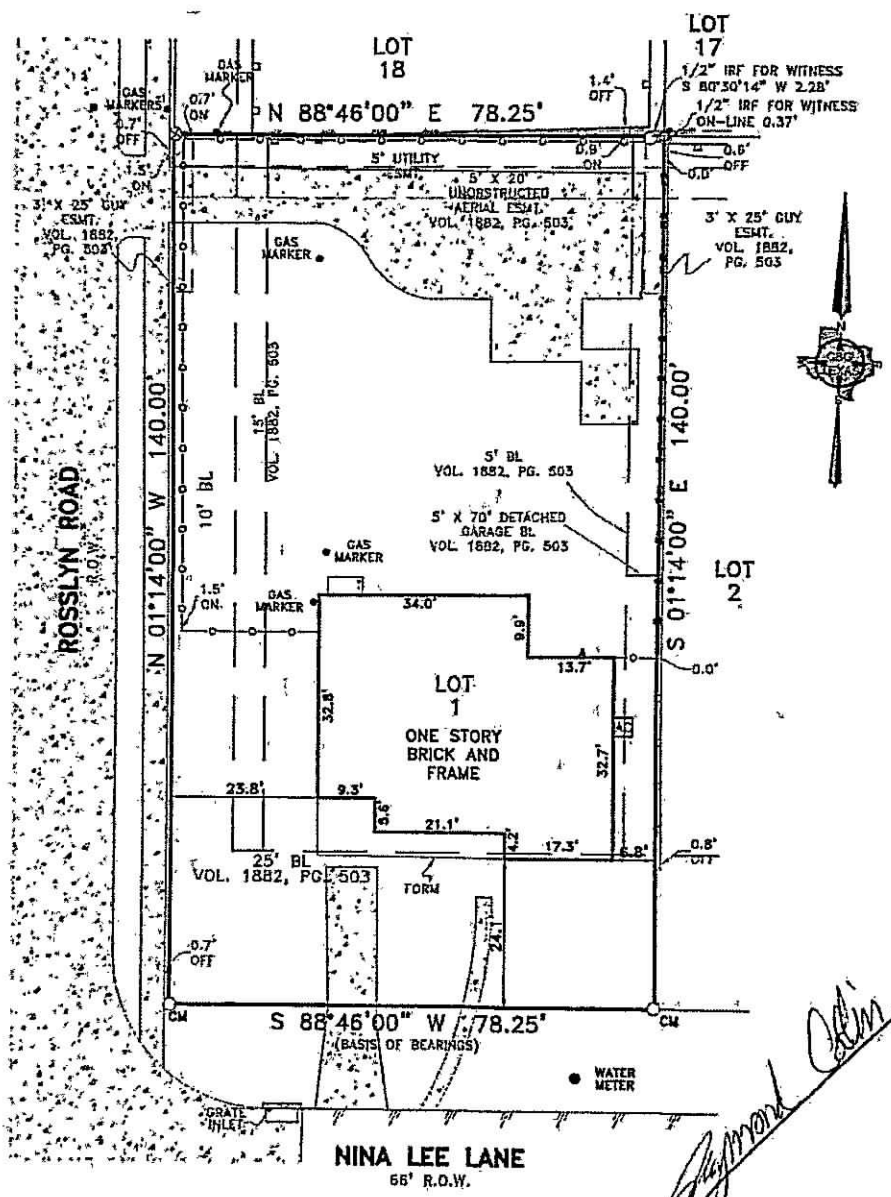 LOT
18
LOT
17
GAS
MARKER
GAS
MARKERS
0.7'
ON
0.7'
OFF
N 88°46'00" E 78.25'
1.4'
OFF
1/2" IRF FOR WITNESS
S 80°30'14" W 2.28'
1/2" IRF FOR WITNESS
ON-LINE 0.37'
0.6'
OFF
0.0'
0.9'
ON
1.5'
ON
5' UTILITY
ESMT.
5' X 20'
UNOBSTRUCTED
AERIAL ESMT.
VOL. 1882, PG. 503
3' X 25' GUY
ESMT.
VOL. 1882,
PG. 503
3' X 25' GUY
ESMT.
VOL. 1882,
PG. 503
GAS
MARKER
N
CBG
TEXAS
ROSSLYN ROAD
R.O.W.
N 01°14'00" W 140.00'
10' BL
15' BL
VOL. 1882, PG. 503
5' BL
VOL. 1882, PG. 503
5' X 70' DETACHED
GARAGE BL
VOL. 1882, PG. 503
S 01°14'00" E 140.00'
LOT
2
GAS
MARKER
GAS
MARKER
1.5'
ON
34.0'
9.9'
13.7'
A
0.0'
LOT
1
ONE STORY
BRICK AND
FRAME
32.8'
32.7'
A
23.8'
9.3'
5.6'
21.1'
4.2'
17.3'
6.8'
0.8'
OFF
25' BL
VOL. 1882, PG. 503
FORM
24.1
0.7'
OFF
CM
S 88°46'00" W 78.25'
(BASIS OF BEARINGS)
CM
WATER
METER
GRATE
INLET
NINA LEE LANE
66' R.O.W.
Raymond